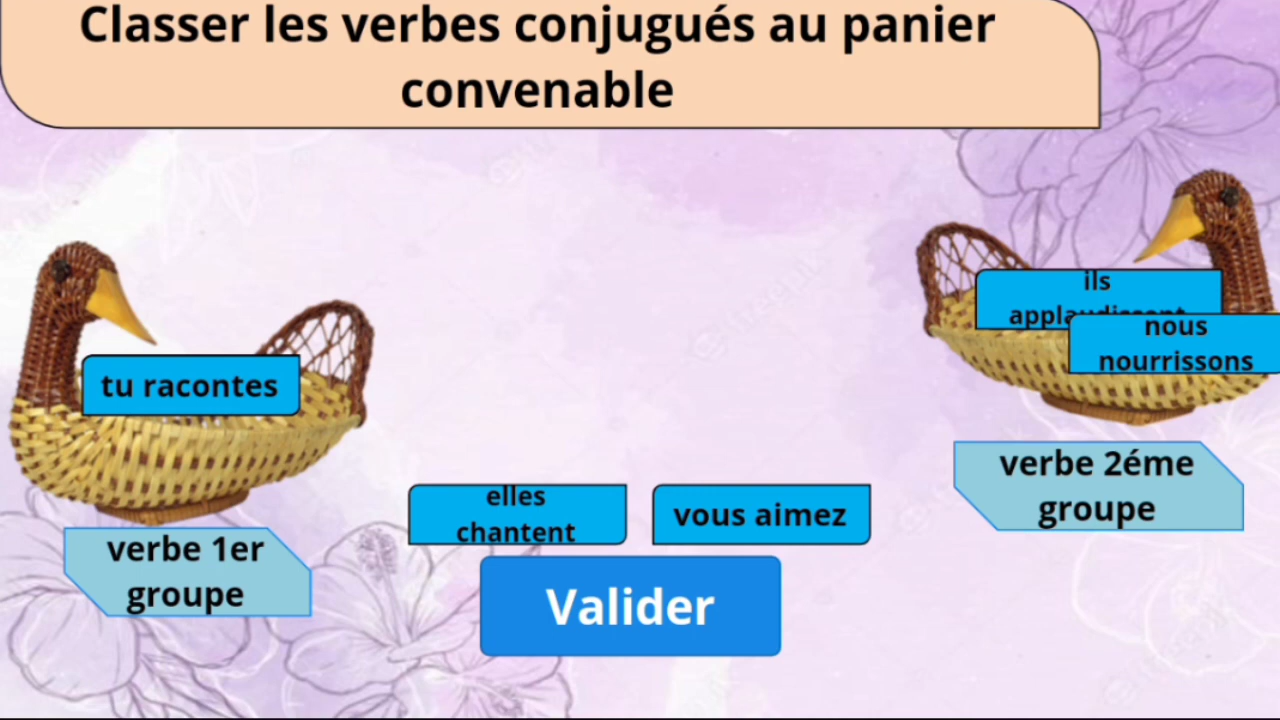 Classer les verbes conjugués au panier
convenable
ils
applaudissent
nous
nourrissons
tu racontes
verbe 2éme
groupe
elles
chantent
vous aimez
verbe 1er
groupe
Valider